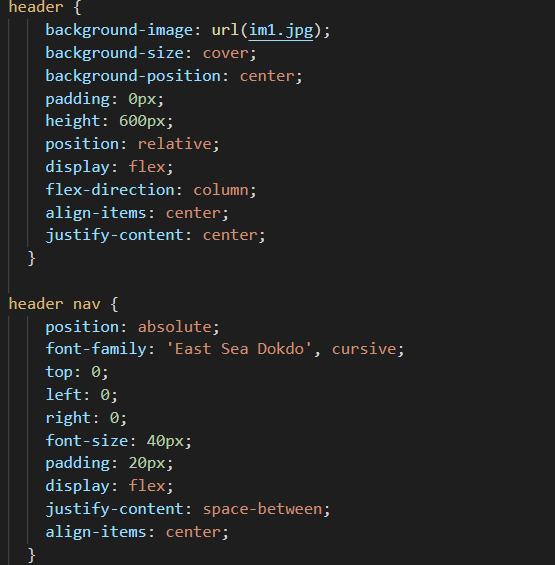 header {
background-image: url(im1.jpg);
background-size: cover;
background-position: center;
padding: 0px;
height: 600px;
position: relative;
display: flex;
flex-direction: column;
align-items: center;
justify-content: center;
}
header nav {
position: absolute;
font-family: 'East Sea Dokdo', cursive;
top: 0;
left: 0;
right: 0;
font-size: 40px;
padding: 20px;
display: flex;
justify-content: space-between;
align-items: center;
}